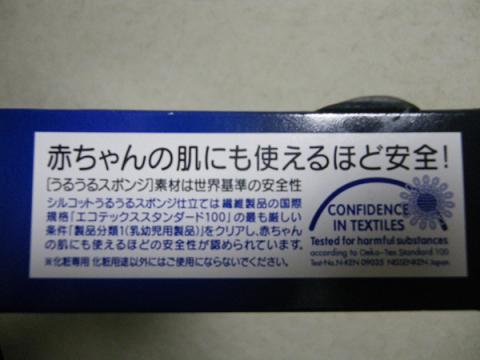 赤ちゃんの肌にも使えるほど安全!
[うるうるスポンジ]素材は世界基準の安全性
シルコットうるうるスポンジ仕立ては繊維製品の国際
規格「エコテックススタンダード100」の最も厳しい
条件[製品分類1(乳幼児用製品)]をクリアし、赤ちゃん
の肌にも使えるほどの安全性が認められています。
※化粧専用 化粧用途以外にはご使用にならないでください。
CONFIDENCE
IN TEXTILES
Tested for harmful substances
according to Oeko-Tex Standard 100
Test-No.N-KEN 09035 NISSENKEN Japan